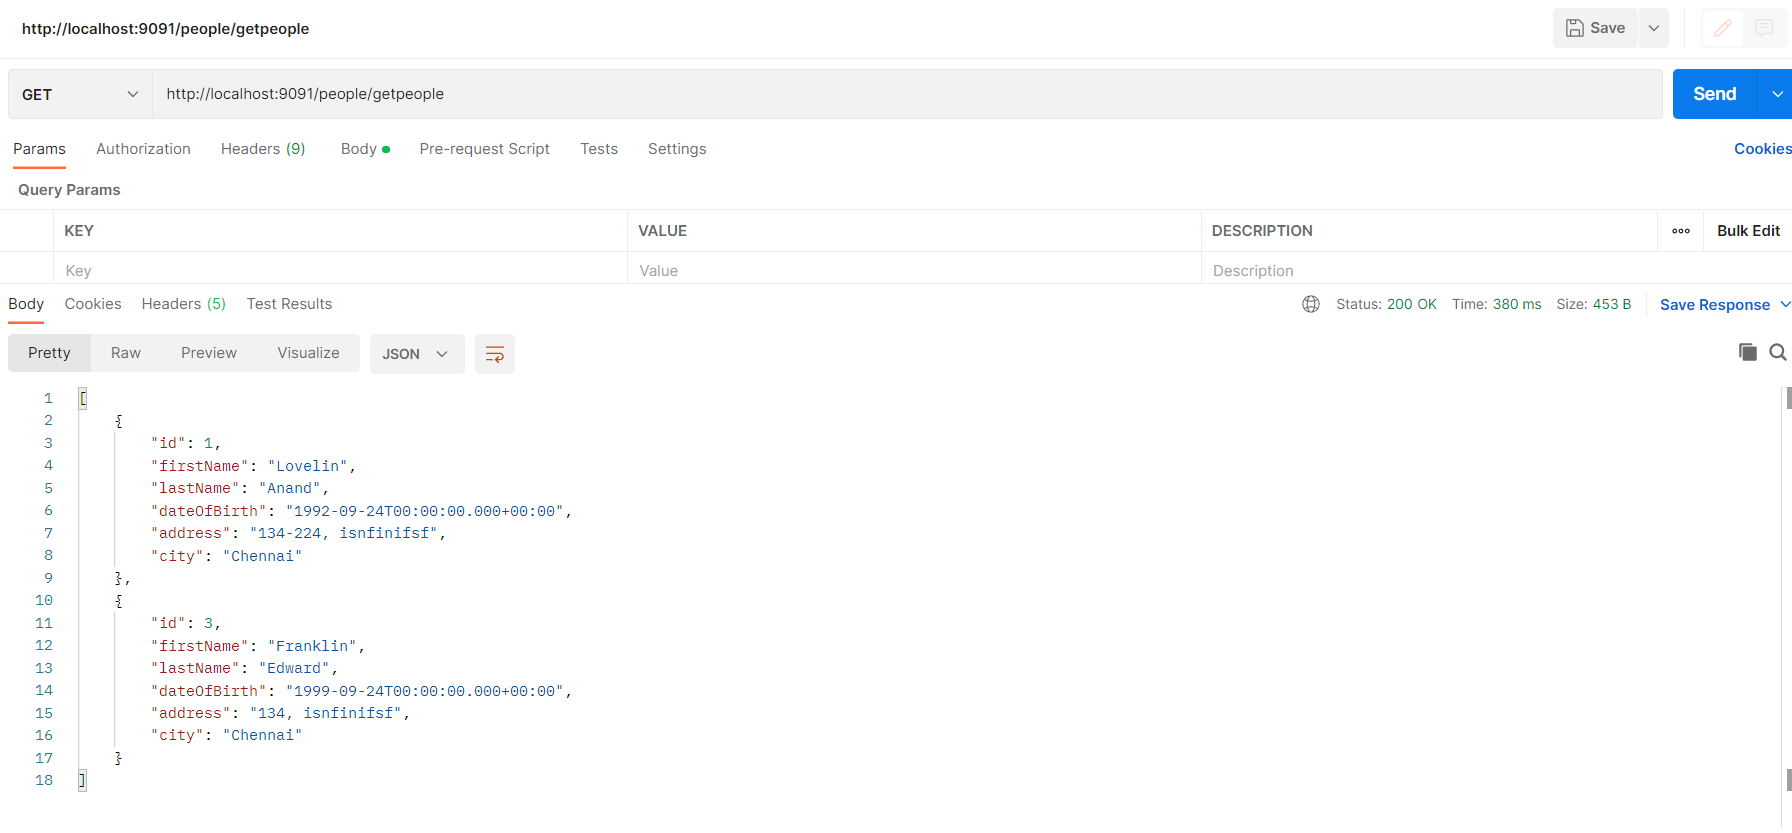 http://localhost:9091/people/getpeople
Save
GET http://localhost:9091/people/getpeople Send
Params Authorization Headers (9) Body Pre-request Script Tests Settings Cookies
Query Params
KEY VALUE DESCRIPTION ooo Bulk Edit
Key Value Description
Body Cookies Headers (5) Test Results Status: 200 OK Time: 380 ms Size: 453 B Save Response
Pretty Raw Preview Visualize JSON
1 [
2 {
3 "id": 1,
4 "firstName": "Lovelin",
5 "lastName": "Anand",
6 "dateOfBirth": "1992-09-24T00:00:00.000+00:00",
7 "address": "134-224, isnfinifsf",
8 "city": "Chennai"
9 },
10 {
11 "id": 3,
12 "firstName": "Franklin",
13 "lastName": "Edward",
14 "dateOfBirth": "1999-09-24T00:00:00.000+00:00",
15 "address": "134, isnfinifsf",
16 "city": "Chennai"
17 }
18 ]